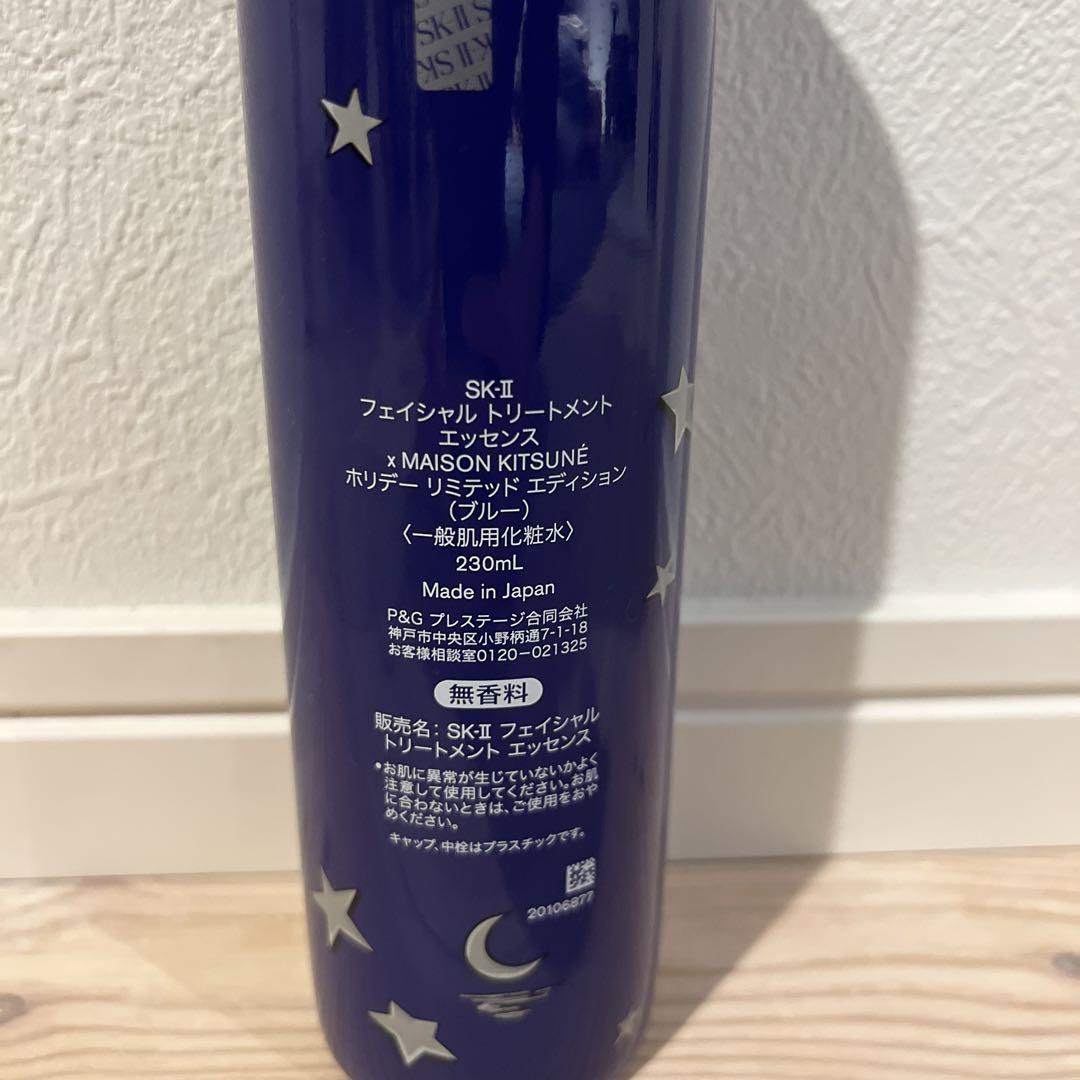 SK-II S
SK-II K
SK-II
SK-Ⅱ
フェイシャル トリートメント
エッセンス
x MAISON KITSUNÉ
ホリデー リミテッド エディション
（ブルー）
〈一般肌用化粧水〉
230mL
Made in Japan
P&G プレステージ合同会社
神戸市中央区小野柄通7-1-18
お客様相談室0120-021325
無香料
販売名: SK-Ⅱ フェイシャル
トリートメント エッセンス
•お肌に異常が生じていないかよく
注意して使用してください。お肌
に合わないときは、ご使用をおや
めください。
キャップ、中栓はプラスチックです。
20106877